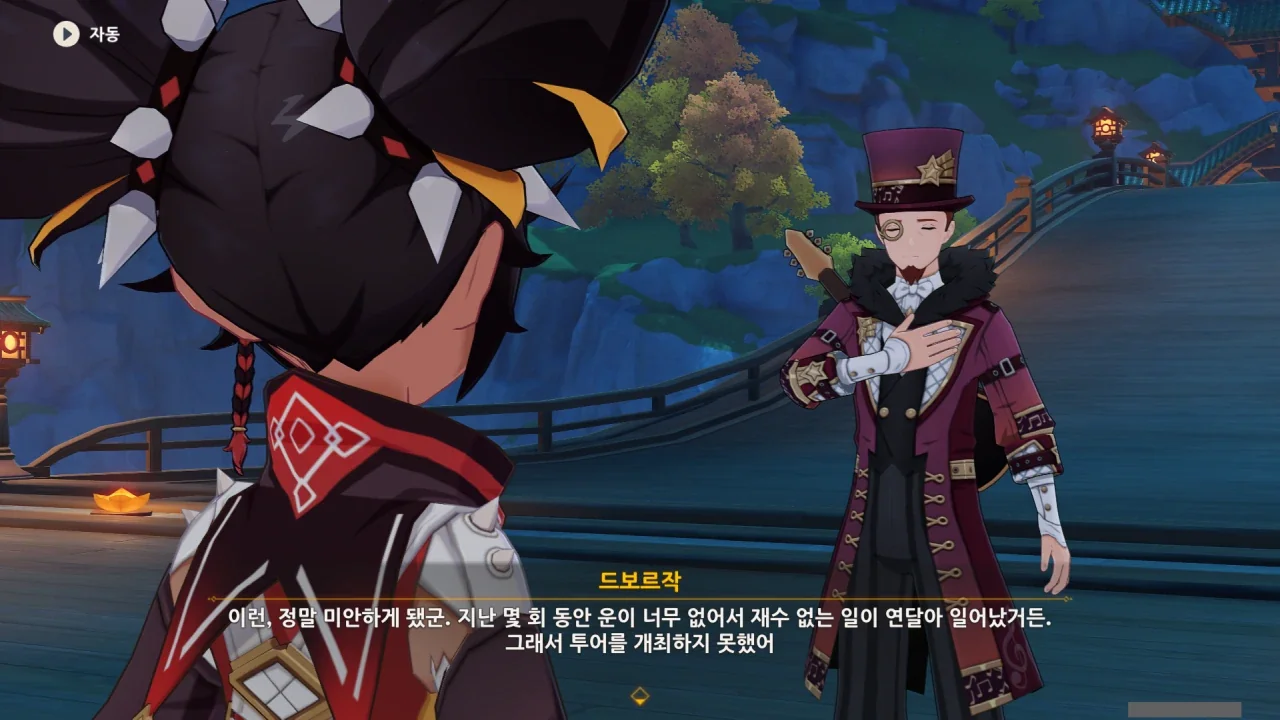 자동
드보르작
이런, 정말 미안하게 됐군. 지난 몇 회 동안 운이 너무 없어서 재수 없는 일이 연달아 일어났거든.
그래서 투어를 개최하지 못했어